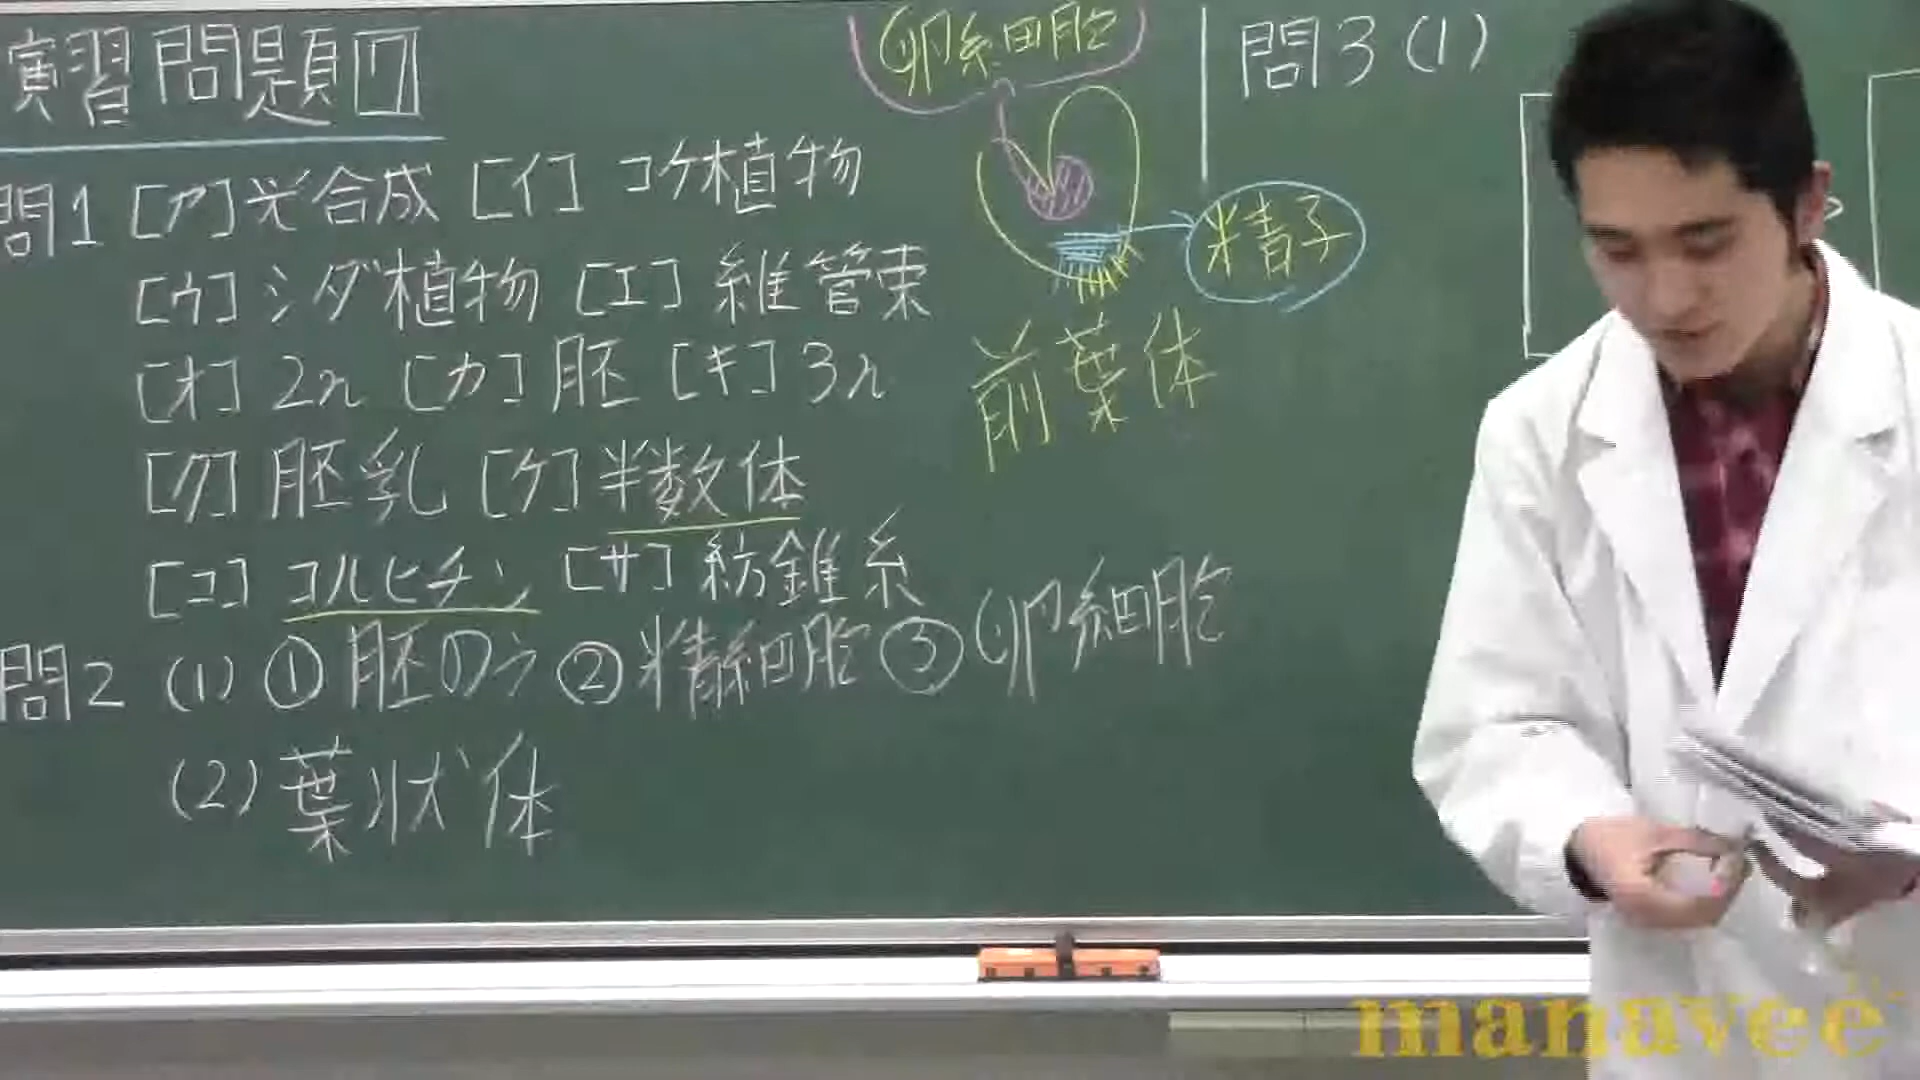 演習問題 7
問1 [ア] 光合成 [イ] コケ植物
[ウ] シダ植物 [エ] 維管束
[オ] 2n [カ] 胚 [キ] 3n
[ク] 胚乳 [ケ] 半数体
[コ] コルヒチン [サ] 紡錘糸
問2 (1) ① 胚のう ② 精細胞 ③ 卵細胞
(2) 葉状体
卵細胞
精子
前葉体
問3 (1)
manavee